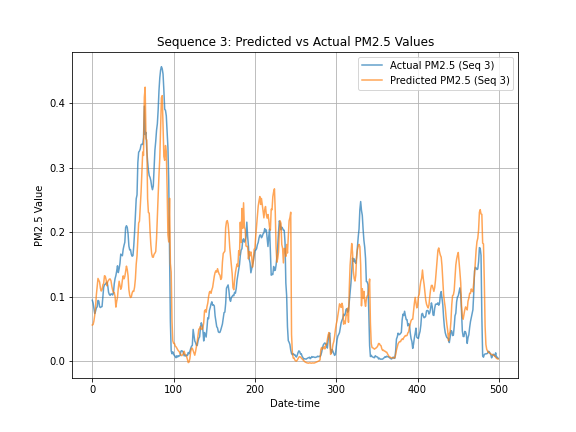 Sequence 3: Predicted vs Actual PM2.5 Values
Actual PM2.5 (Seq 3)
Predicted PM2.5 (Seq 3)
PM2.5 Value
0.4
0.3
0.2
0.1
0.0
0 100 200 300 400 500
Date-time